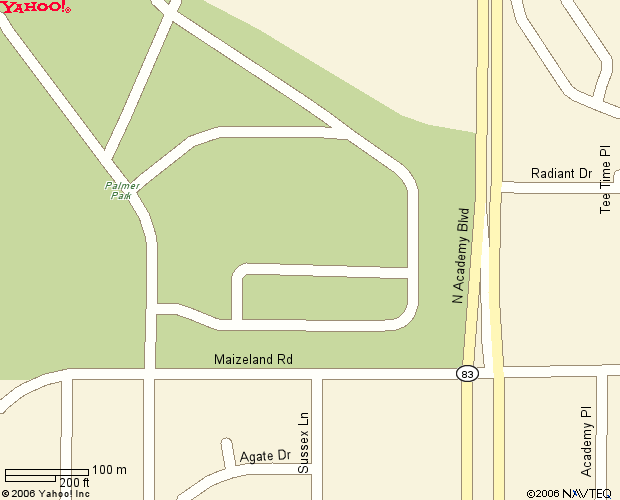 YAHOO!®
Radiant Dr
Tee Time Pl
Palmer
Park
N Academy Blvd
Maizeland Rd
83
Sussex Ln
Agate Dr
Academy Pl
100 m
200 ft
©2006 Yahoo! Inc
©2006 NAVTEQ